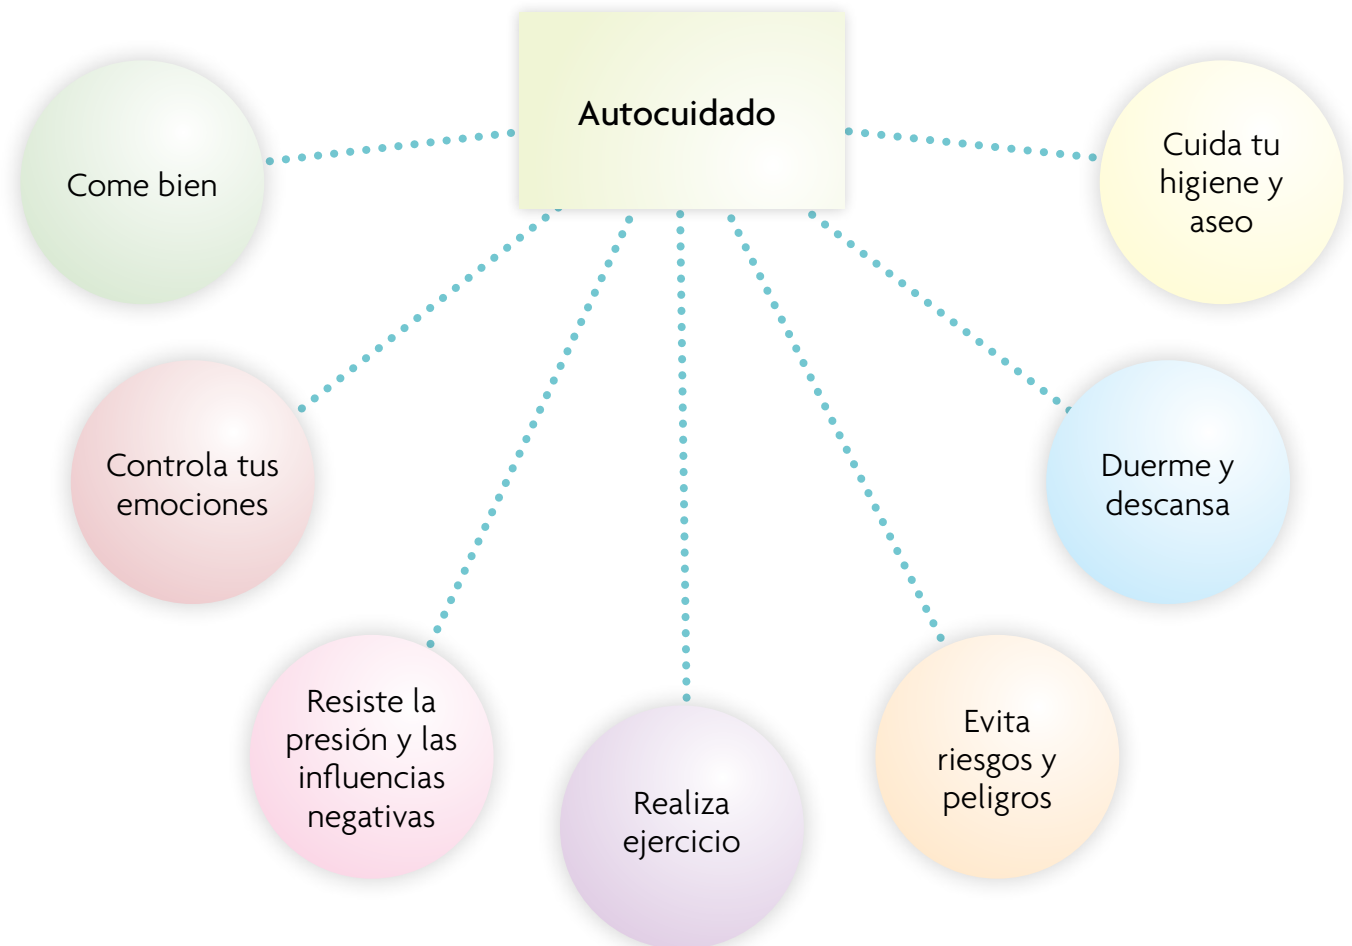 Autocuidado
Come bien
Cuida tu
higiene y
aseo
Controla tus
emociones
Duerme y
descansa
Resiste la
presión y las
influencias
negativas
Evita
riesgos y
peligros
Realiza
ejercicio